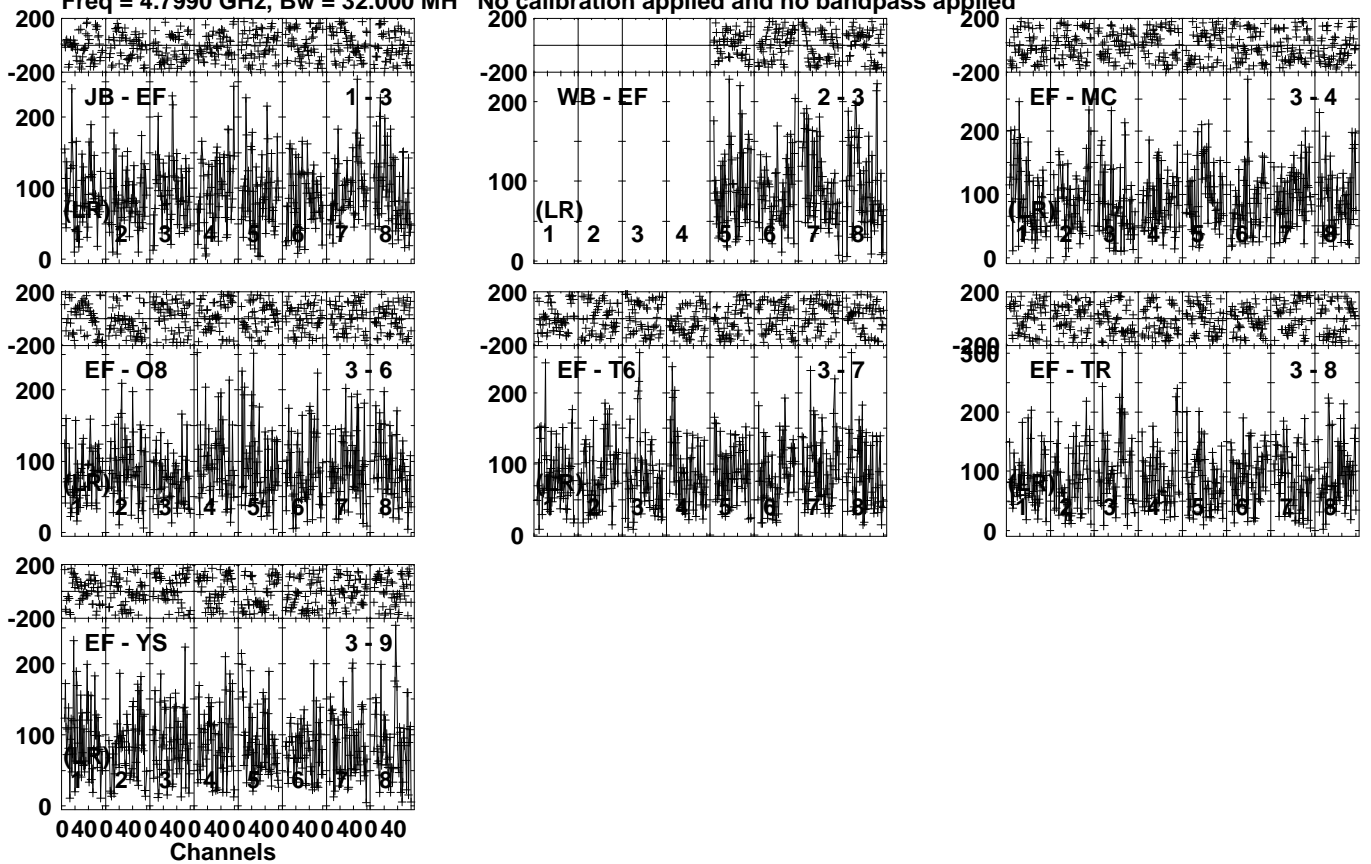 Freq = 4.7990 GHz, Bw = 32.000 MH No calibration applied and no bandpass applied
200
-200
JB - EF 1 - 3
200
100
0
(LR)
1 2 3 4 5 6 7 8
200
-200
WB - EF 2 - 3
200
100
0
(LR)
1 2 3 4 5 6 7 8
200
-200
EF - MC 3 - 4
200
100
0
(LR)
1 2 3 4 5 6 7 8
200
-200
EF - O8 3 - 6
200
100
0
(LR)
1 2 3 4 5 6 7 8
200
-200
EF - T6 3 - 7
200
100
0
(LR)
1 2 3 4 5 6 7 8
200
-200
300
EF - TR 3 - 8
200
100
0
(LR)
1 2 3 4 5 6 7 8
200
-200
EF - YS 3 - 9
200
100
0
(LR)
1 2 3 4 5 6 7 8
0 40 0 40 0 40 0 40 0 40 0 40 0 40 0 40
Channels